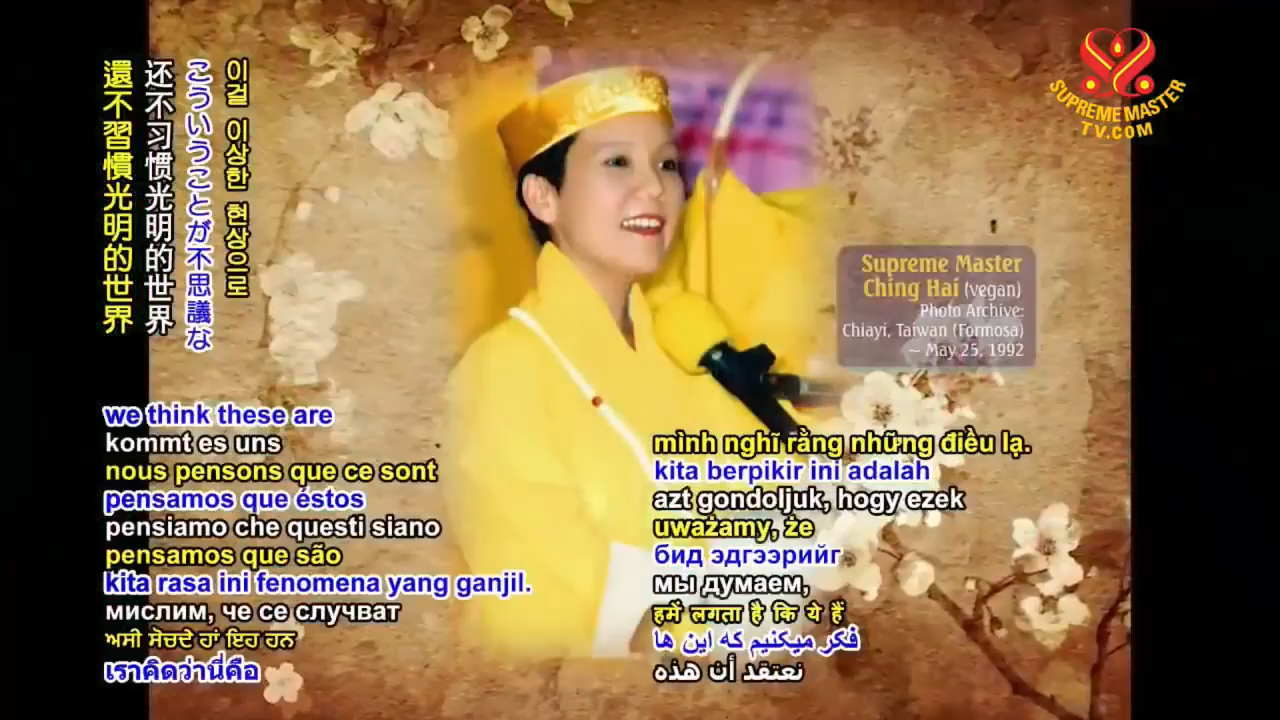 還不習慣光明的世界
还不习惯光明的世界
こういうことが不思議な
이걸 이상한 현상으로
SUPREME MASTER
TV.COM
Supreme Master
Ching Hai (vegan)
Photo Archive:
Chiayi, Taiwan (Formosa)
~ May 25, 1992
we think these are
kommt es uns
nous pensons que ce sont
pensamos que éstos
pensiamo che questi siano
pensamos que são
kita rasa ini fenomena yang ganjil.
мислим, че се случват
ਅਸੀ ਸੋਚਦੇ ਹਾਂ ਇਹ ਹਨ
เราคิดว่านี่คือ
mình nghĩ rằng những điều lạ.
kita berpikir ini adalah
azt gondoljuk, hogy ezek
uważamy, że
бид эдгээрийг
мы думаем,
हमें लगता है कि ये हैं
فکر میکنیم که این ها
نعتقد أن هذه